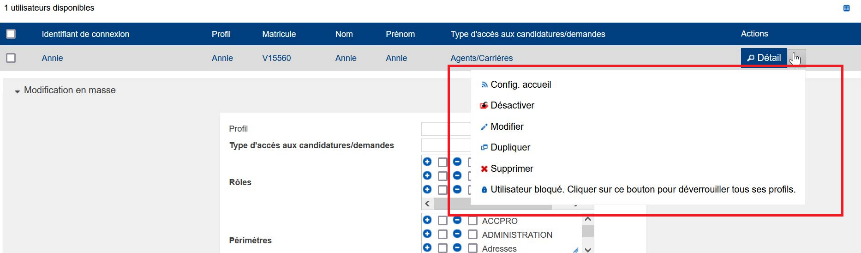 1 utilisateurs disponibles
Identifiant de connexion Profil Matricule Nom Prénom Type d'accès aux candidatures/demandes Actions
Annie Annie V15560 Annie Annie Agents/Carrières Détail
Modification en masse
Config. accueil
Désactiver
Modifier
Dupliquer
Supprimer
Utilisateur bloqué. Cliquer sur ce bouton pour déverrouiller tous ses profils.
Profil
Type d'accès aux candidatures/demandes
Rôles
Périmètres
ACCPRO
ADMINISTRATION
Adresses